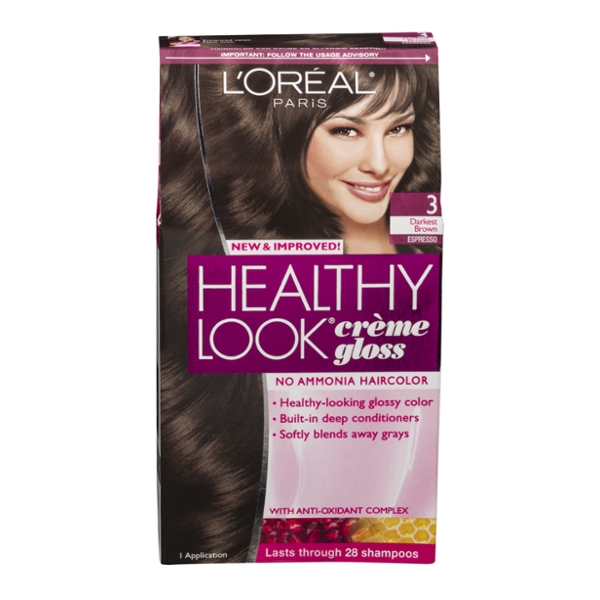 3
IMPORTANT: FOLLOW THE USAGE ADVISORY
L'ORÉAL
PARIS
3
Darkest
Brown
ESPRESSO
NEW & IMPROVED!
HEALTHY
LOOK® crème
gloss
NO AMMONIA HAIRCOLOR
• Healthy-looking glossy color
• Built-in deep conditioners
• Softly blends away grays
WITH ANTI-OXIDANT COMPLEX
1 Application
Lasts through 28 shampoos